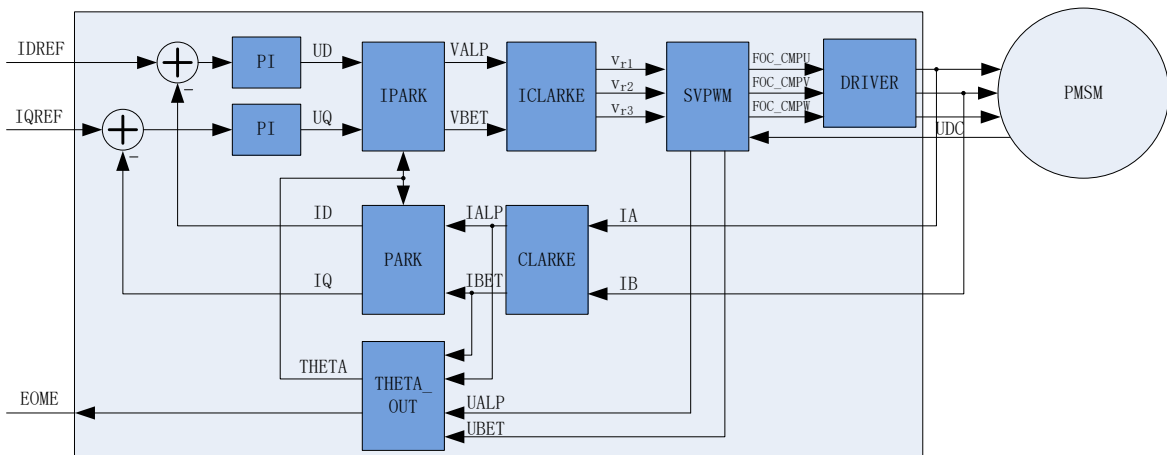 IDREF
PI
UD
IPARK
VALP
ICLARKE
Vr1
Vr2
Vr3
SVPWM
FOC_CMPU
FOC_CMPV
FOC_CMPW
DRIVER
PMSM
IQREF
PI
UQ
VBET
UDC
ID
IALP
IA
PARK
CLARKE
IQ
IBET
IB
THETA
THETA_
OUT
EOME
UALP
UBET